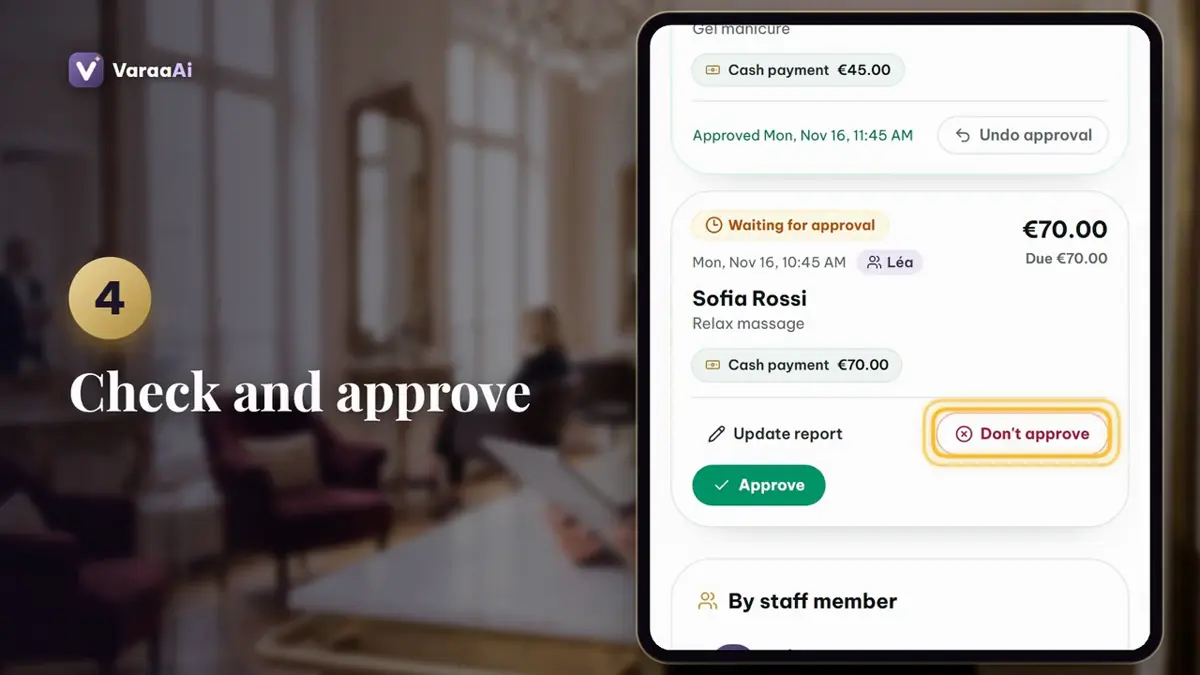 VaraaAi
4
Check and approve
Gel manicure
Cash payment €45.00
Approved Mon, Nov 16, 11:45 AM
Undo approval
Waiting for approval
€70.00
Mon, Nov 16, 10:45 AM
Léa
Due €70.00
Sofia Rossi
Relax massage
Cash payment €70.00
Update report
Don't approve
Approve
By staff member